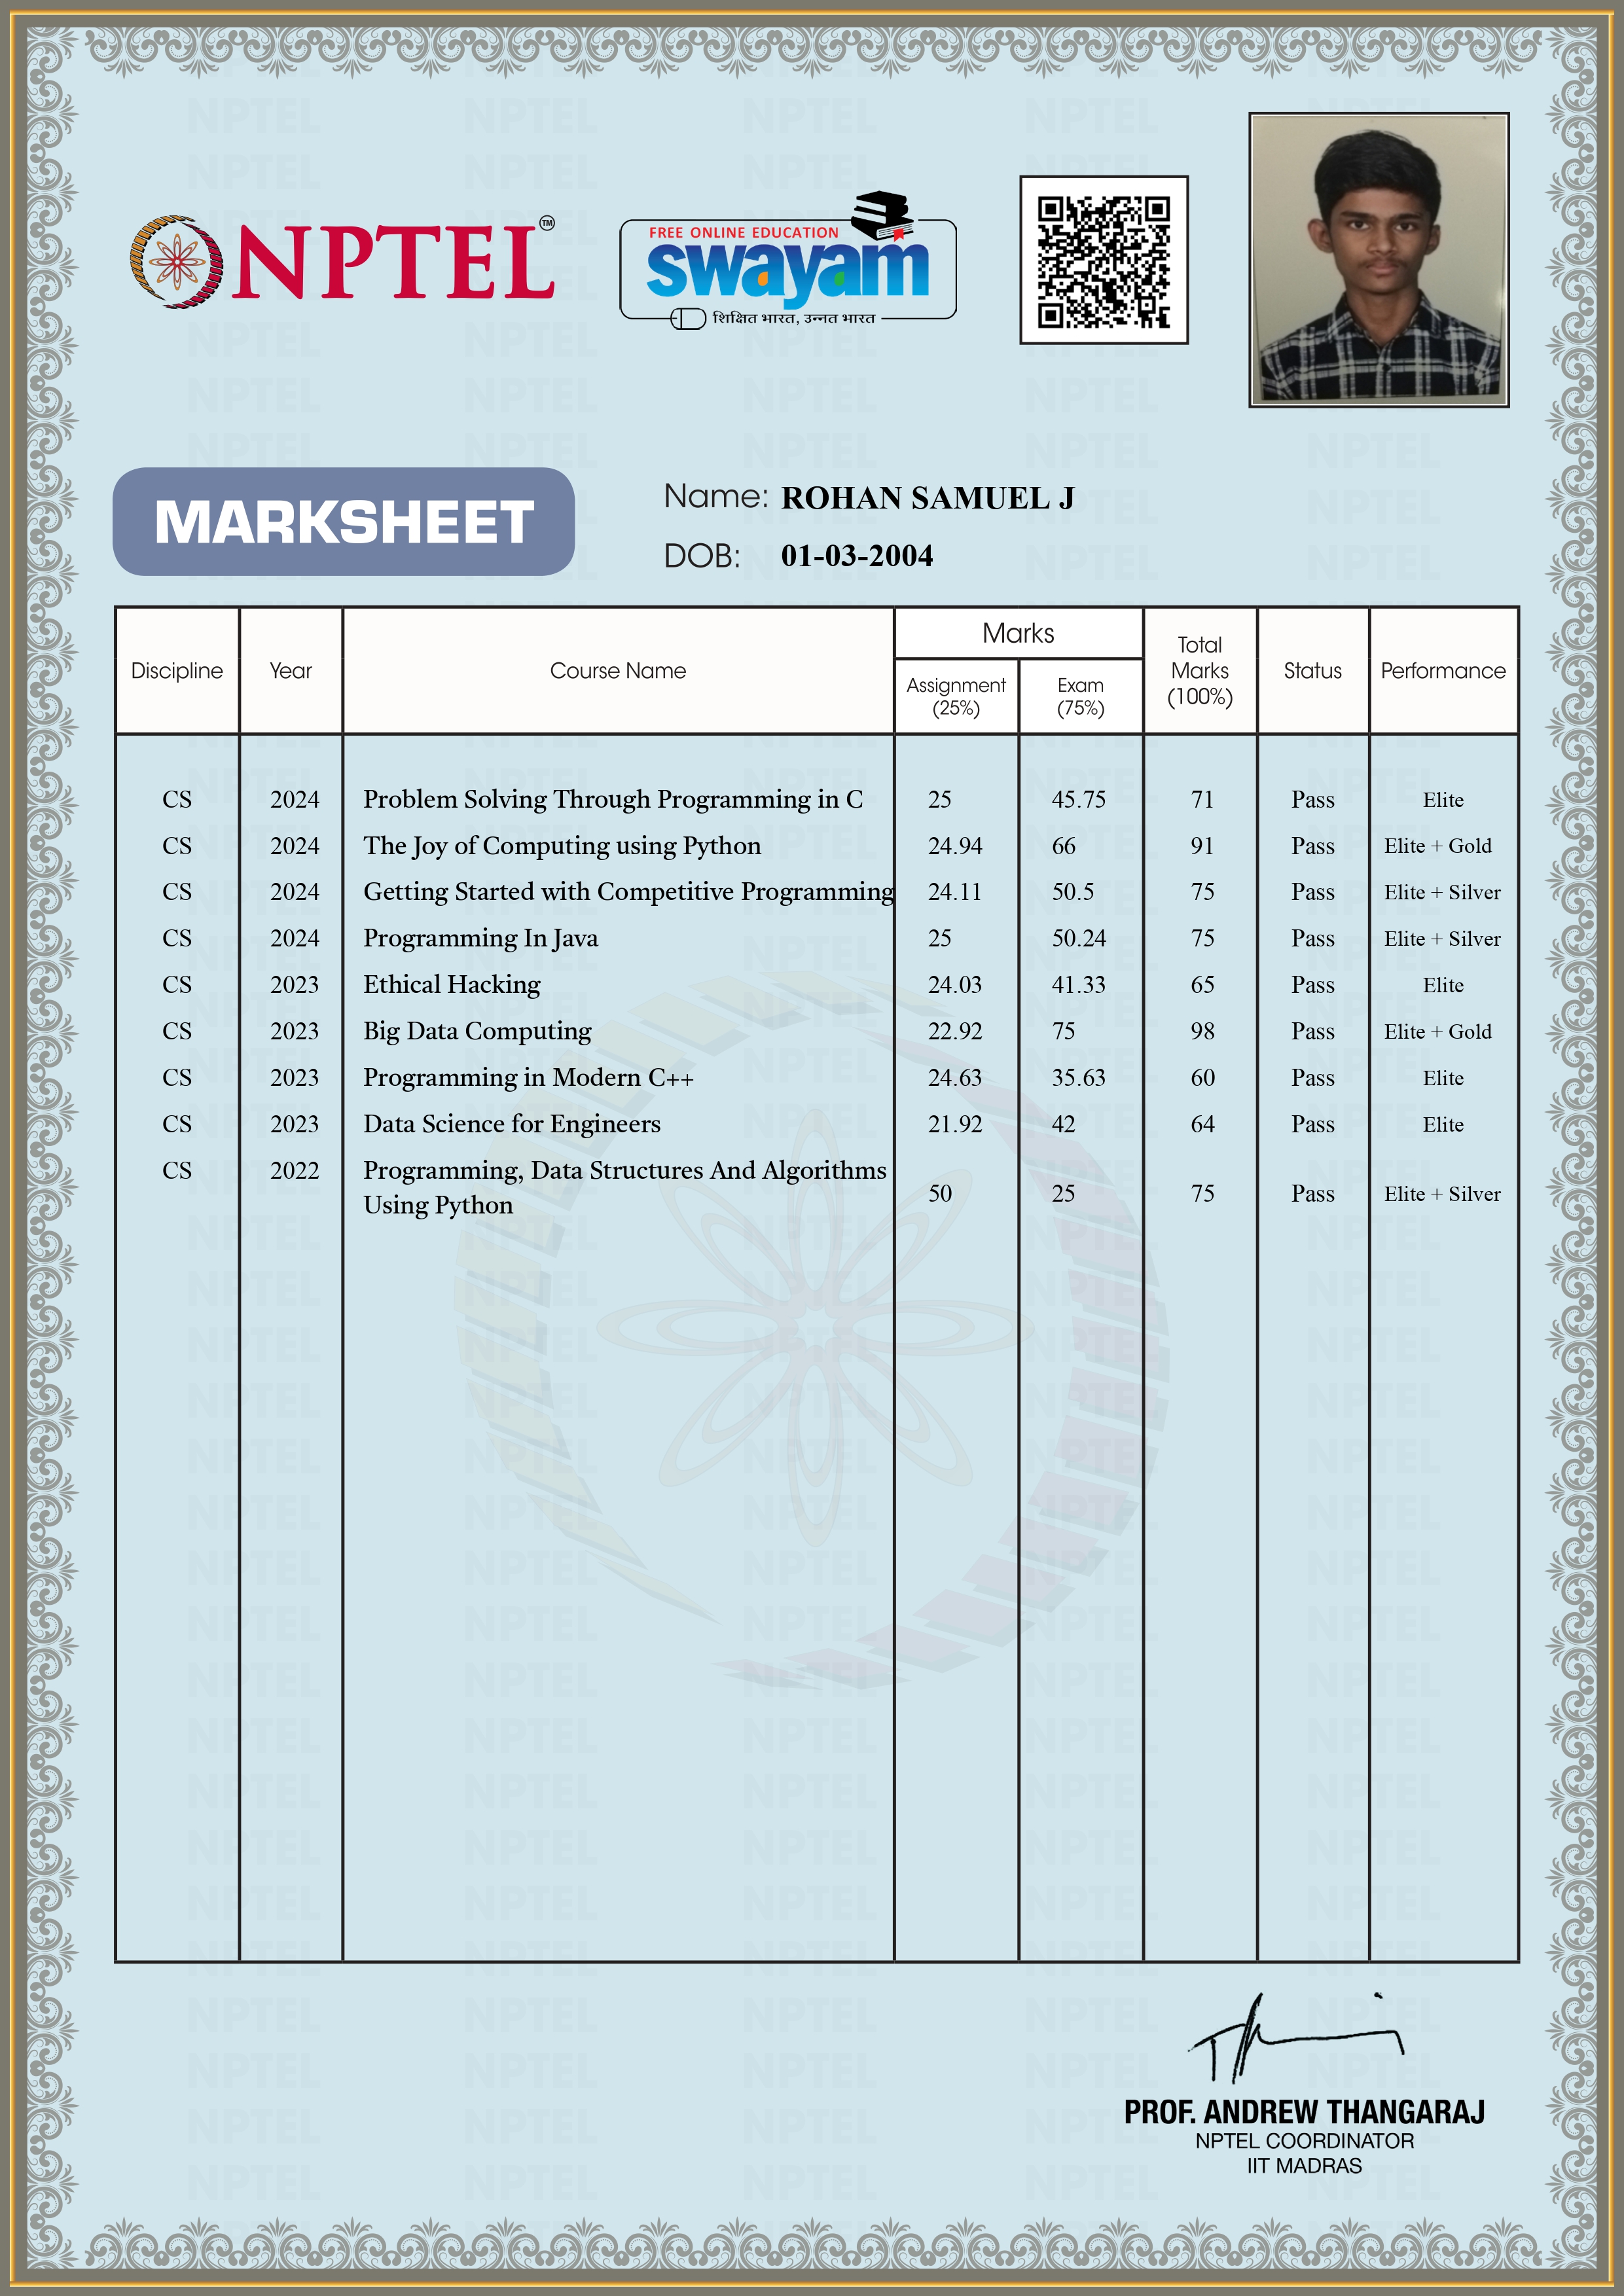 NPTEL™
FREE ONLINE EDUCATION
swayam
शिक्षित भारत, उन्नत भारत
MARKSHEET
Name: ROHAN SAMUEL J
DOB: 01-03-2004
Discipline Year Course Name Marks Assignment (25%) Exam (75%) Total Marks (100%) Status Performance
CS 2024 Problem Solving Through Programming in C 25 45.75 71 Pass Elite
CS 2024 The Joy of Computing using Python 24.94 66 91 Pass Elite + Gold
CS 2024 Getting Started with Competitive Programming 24.11 50.5 75 Pass Elite + Silver
CS 2024 Programming In Java 25 50.24 75 Pass Elite + Silver
CS 2023 Ethical Hacking 24.03 41.33 65 Pass Elite
CS 2023 Big Data Computing 22.92 75 98 Pass Elite + Gold
CS 2023 Programming in Modern C++ 24.63 35.63 60 Pass Elite
CS 2023 Data Science for Engineers 21.92 42 64 Pass Elite
CS 2022 Programming, Data Structures And Algorithms
Using Python 50 25 75 Pass Elite + Silver
PROF. ANDREW THANGARAJ
NPTEL COORDINATOR
IIT MADRAS